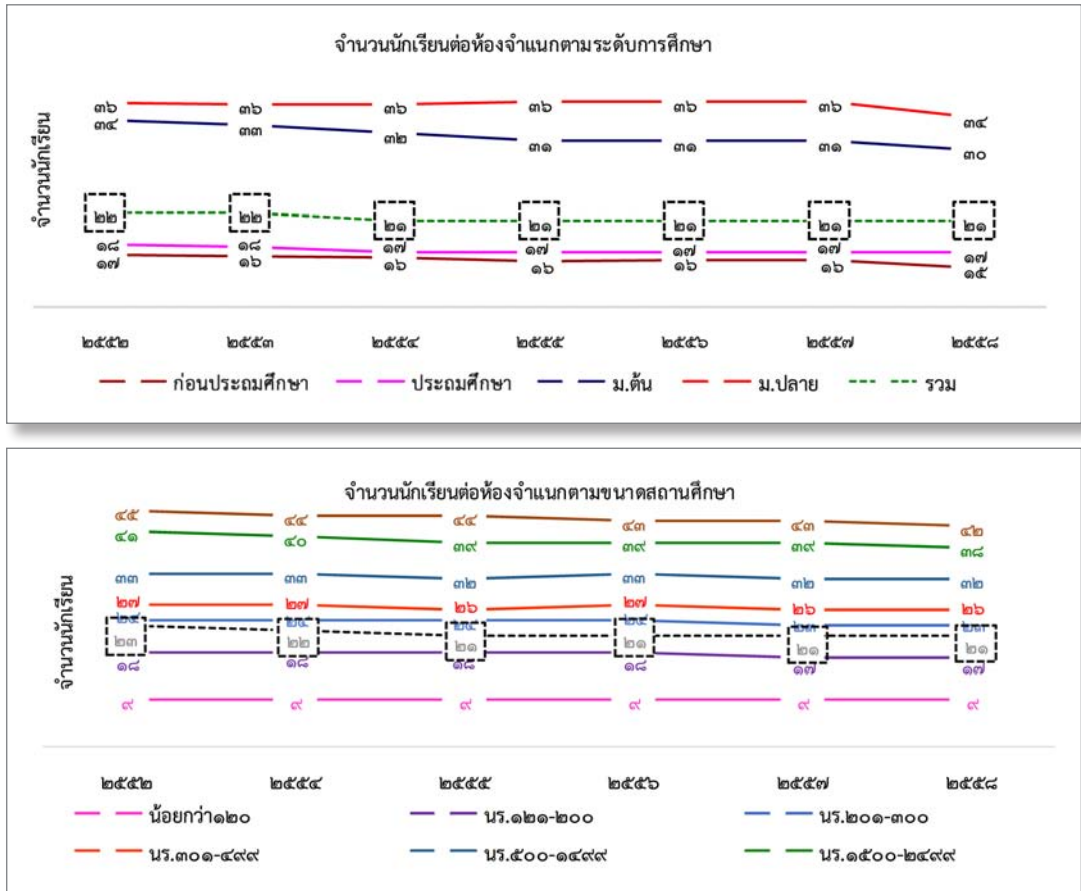 จำนวนนักเรียนต่อห้องจำแนกตามระดับการศึกษา
จำนวนนักเรียน
๓๖ ๓๖ ๓๖ ๓๖ ๓๖ ๓๖ ๓๔
๓๔ ๓๓ ๓๒ ๓๑ ๓๑ ๓๑ ๓๐
๒๒ ๒๒ ๒๑ ๒๑ ๒๑ ๒๑ ๒๑
๑๘ ๑๘ ๑๗ ๑๗ ๑๗ ๑๗ ๑๗
๑๗ ๑๖ ๑๖ ๑๖ ๑๖ ๑๖ ๑๕
๒๕๕๒ ๒๕๕๓ ๒๕๕๔ ๒๕๕๕ ๒๕๕๖ ๒๕๕๗ ๒๕๕๘
ก่อนประถมศึกษา ประถมศึกษา ม.ต้น ม.ปลาย รวม
จำนวนนักเรียนต่อห้องจำแนกตามขนาดสถานศึกษา
จำนวนนักเรียน
๔๕ ๔๔ ๔๔ ๔๓ ๔๓ ๔๒
๔๑ ๔๐ ๓๙ ๓๙ ๓๙ ๓๘
๓๓ ๓๓ ๓๒ ๓๓ ๓๒ ๓๒
๒๗ ๒๗ ๒๖ ๒๗ ๒๖ ๒๖
๒๔ ๒๔ ๒๔ ๒๔ ๒๓ ๒๓
๒๓ ๒๒ ๒๑ ๒๑ ๒๑ ๒๑
๑๘ ๑๘ ๑๘ ๑๘ ๑๗ ๑๗
๙ ๙ ๙ ๙ ๙ ๙
๒๕๕๒ ๒๕๕๔ ๒๕๕๕ ๒๕๕๖ ๒๕๕๗ ๒๕๕๘
น้อยกว่า๑๒๐ นร.๑๒๑-๒๐๐ นร.๒๐๑-๓๐๐
นร.๓๐๑-๔๙๙ นร.๕๐๐-๑๔๙๙ นร.๑๕๐๐-๒๔๙๙